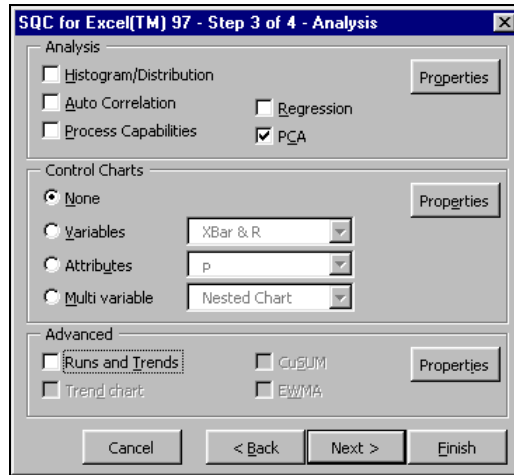 SQC for Excel(TM) 97 - Step 3 of 4 - Analysis
Analysis
Histogram/Distribution
Properties
Auto Correlation
Regression
Process Capabilities
PCA
Control Charts
None
Properties
Variables
XBar & R
Attributes
p
Multi variable
Nested Chart
Advanced
Runs and Trends
CuSUM
Properties
Trend chart
EWMA
Cancel
< Back
Next >
Finish